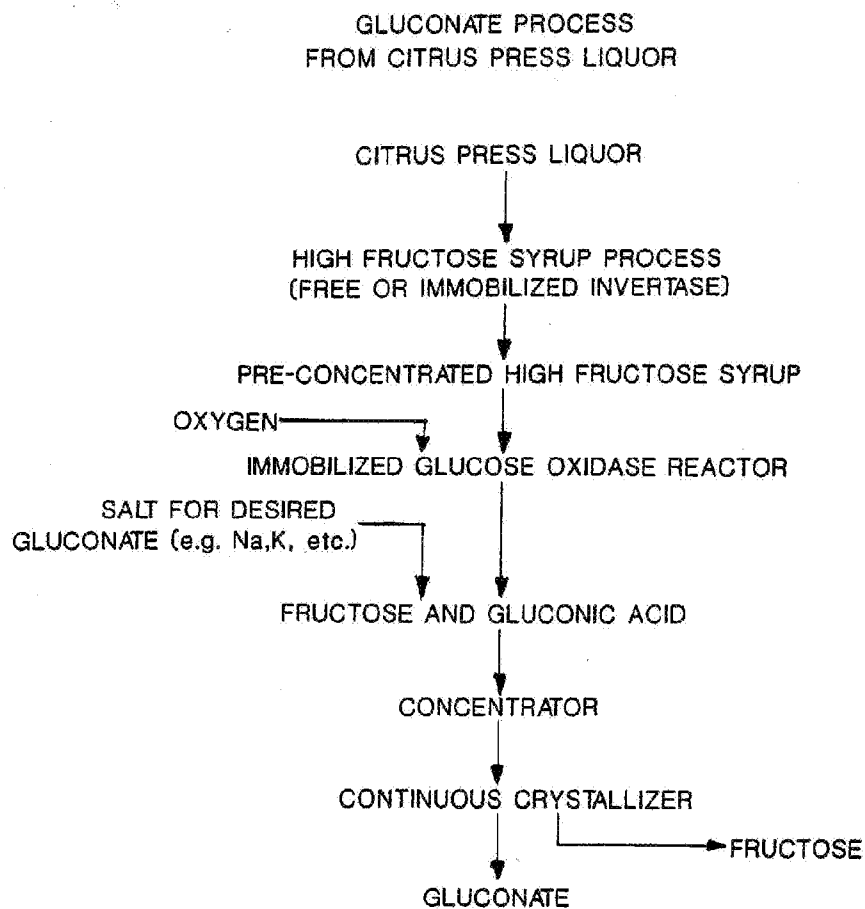 GLUCONATE PROCESS
FROM CITRUS PRESS LIQUOR
CITRUS PRESS LIQUOR
HIGH FRUCTOSE SYRUP PROCESS
(FREE OR IMMOBILIZED INVERTASE)
PRE-CONCENTRATED HIGH FRUCTOSE SYRUP
OXYGEN
IMMOBILIZED GLUCOSE OXIDASE REACTOR
SALT FOR DESIRED
GLUCONATE (e.g. Na,K, etc.)
FRUCTOSE AND GLUCONIC ACID
CONCENTRATOR
CONTINUOUS CRYSTALLIZER
FRUCTOSE
GLUCONATE